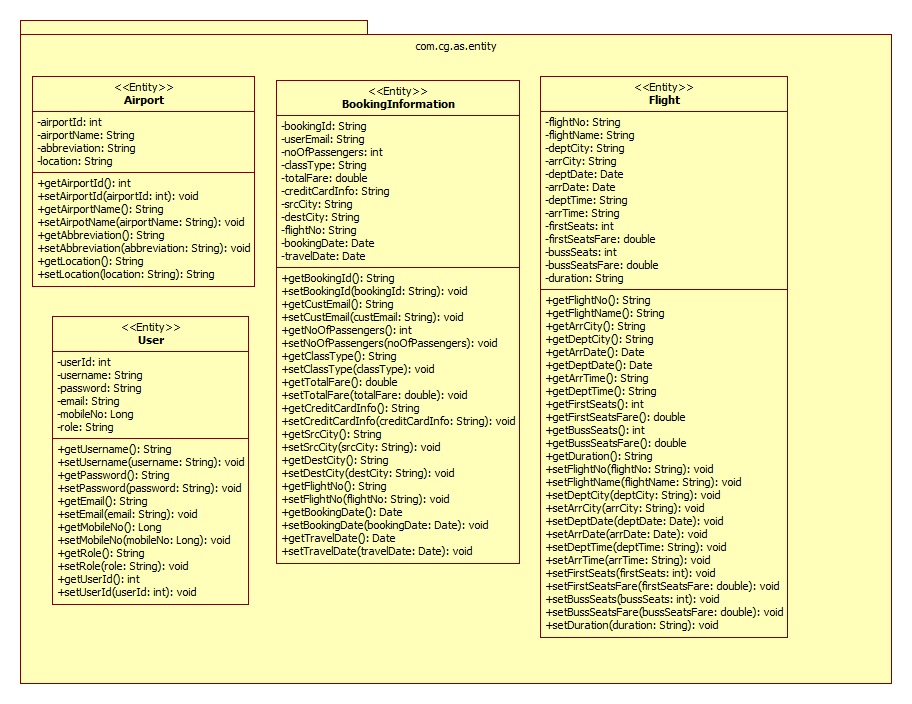 com.cg.as.entity
<<Entity>>
Airport
-airportId: int
-airportName: String
-abbreviation: String
-location: String
+getAirportId(): int
+setAirportId(airportId: int): void
+getAirportName(): String
+setAirpotName(airportName: String): void
+getAbbreviation(): String
+setAbbreviation(abbreviation: String): void
+getLocation(): String
+setLocation(location: String): String
<<Entity>>
User
-userId: int
-username: String
-password: String
-email: String
-mobileNo: Long
-role: String
+getUsername(): String
+setUsername(username: String): void
+getPassword(): String
+setPassword(password: String): void
+getEmail(): String
+setEmail(email: String): void
+getMobileNo(): Long
+setMobileNo(mobileNo: Long): void
+getRole(): String
+setRole(role: String): void
+getUserId(): int
+setUserId(userId: int): void
<<Entity>>
BookingInformation
-bookingId: String
-userEmail: String
-noOfPassengers: int
-classType: String
-totalFare: double
-creditCardInfo: String
-srcCity: String
-destCity: String
-flightNo: String
-bookingDate: Date
-travelDate: Date
+getBookingId(): String
+setBookingId(bookingId: String): void
+getCustEmail(): String
+setCustEmail(custEmail: String): void
+getNoOfPassengers(): int
+setNoOfPassengers(noOfPassengers): void
+getClassType(): String
+setClassType(classType): void
+getTotalFare(): double
+setTotalFare(totalFare: double): void
+getCreditCardInfo(): String
+setCreditCardInfo(creditCardInfo: String): void
+getSrcCity(): String
+setSrcCity(srcCity: String): void
+getDestCity(): String
+setDestCity(destCity: String): void
+getFlightNo(): String
+setFlightNo(flightNo: String): void
+getBookingDate(): Date
+setBookingDate(bookingDate: Date): void
+getTravelDate(): Date
+setTravelDate(travelDate: Date): void
<<Entity>>
Flight
-flightNo: String
-flightName: String
-deptCity: String
-arrCity: String
-deptDate: Date
-arrDate: Date
-deptTime: String
-arrTime: String
-firstSeats: int
-firstSeatsFare: double
-bussSeats: int
-bussSeatsFare: double
-duration: String
+getFlightNo(): String
+getFlightName(): String
+getArrCity(): String
+getDeptCity(): String
+getArrDate(): Date
+getDeptDate(): Date
+getArrTime(): String
+getDeptTime(): String
+getFirstSeats(): int
+getFirstSeatsFare(): double
+getBussSeats(): int
+getBussSeatsFare(): double
+getDuration(): String
+setFlightNo(flightNo: String): void
+setFlightName(flightName: String): void
+setDeptCity(deptCity: String): void
+setArrCity(arrCity: String): void
+setDeptDate(deptDate: Date): void
+setArrDate(arrDate: Date): void
+setDeptTime(deptTime: String): void
+setArrTime(arrTime: String): void
+setFirstSeats(firstSeats: int): void
+setFirstSeatsFare(firstSeatsFare: double): void
+setBussSeats(bussSeats: int): void
+setBussSeatsFare(bussSeatsFare: double): void
+setDuration(duration: String): void